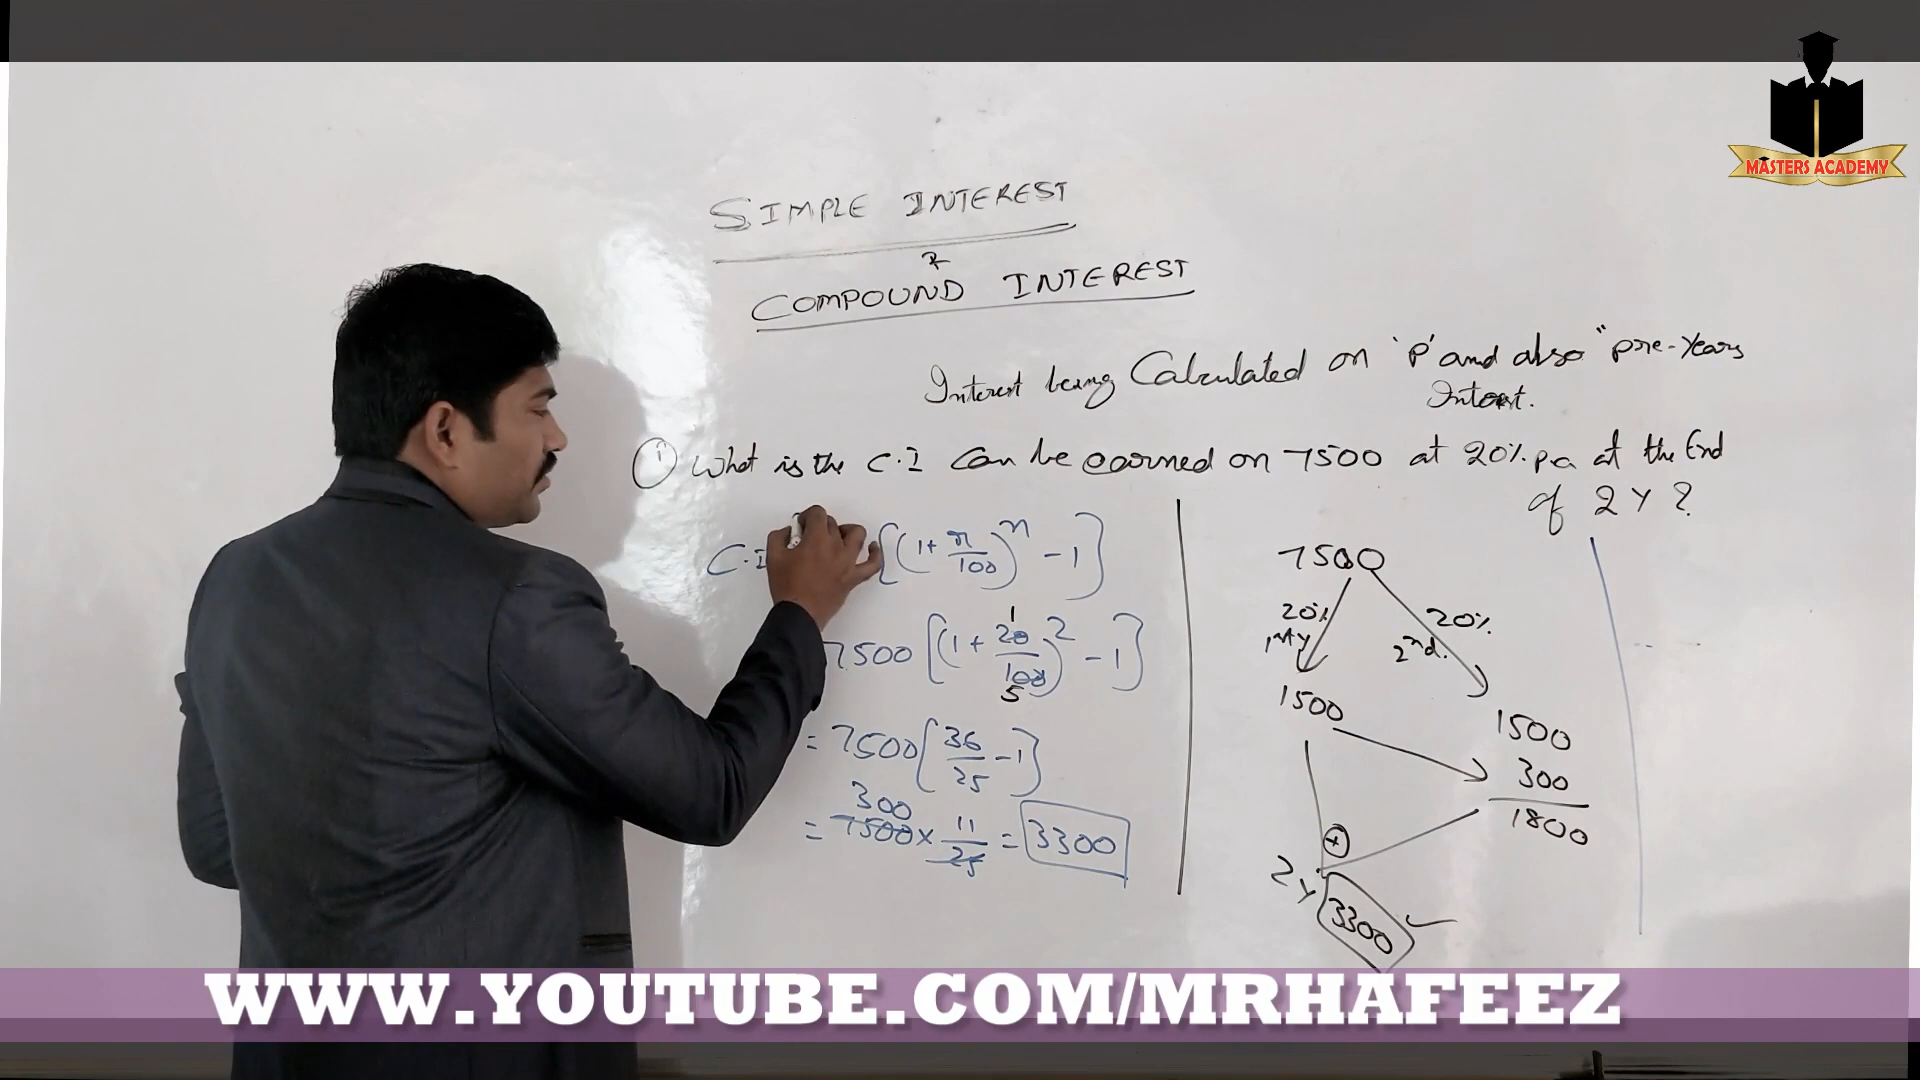 MASTERS ACADEMY
SIMPLE INTEREST
&
COMPOUND INTEREST
Interest being Calculated on 'P' and also "pre-years
Interest.
① What is the C.I can be earned on 7500 at 20% p.a at the End
of 2 Y ?
C.I [(1+ r/100)^n - 1]
7500 [(1 + 20/100)^2 - 1]
1
5
= 7500 [36/25 - 1]
300
= 7500 × 11/25 = 3300
7500
20% 20%
1st Y 2nd.
1500 1500
300
1800
+
2 Y
3300 ✓
WWW.YOUTUBE.COM/MRHAFEEZ